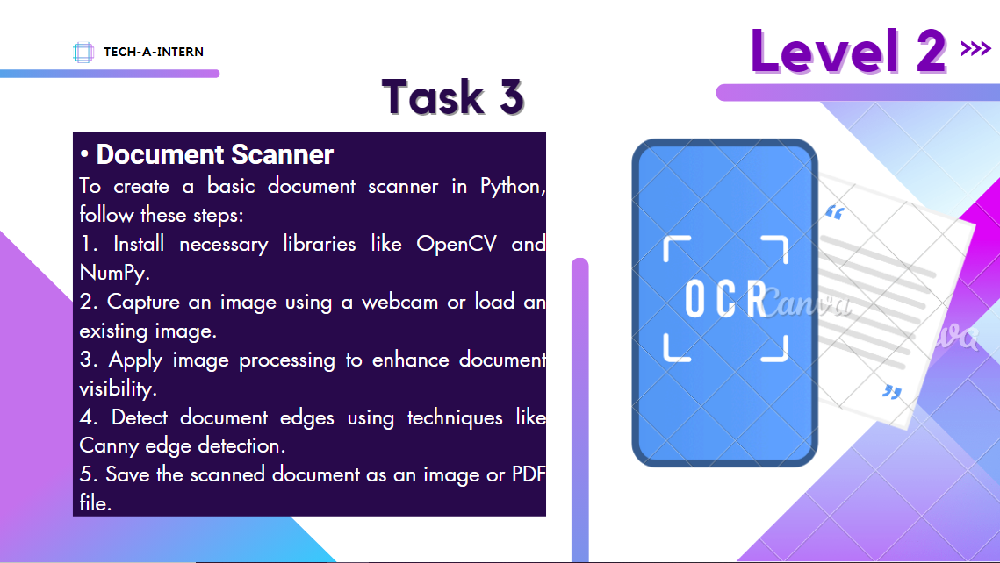 TECH-A-INTERN
Level 2 >>>
Task 3
• Document Scanner
To create a basic document scanner in Python,
follow these steps:
1. Install necessary libraries like OpenCV and
NumPy.
2. Capture an image using a webcam or load an
existing image.
3. Apply image processing to enhance document
visibility.
4. Detect document edges using techniques like
Canny edge detection.
5. Save the scanned document as an image or PDF
file.
“
OCR
Canva
va
”